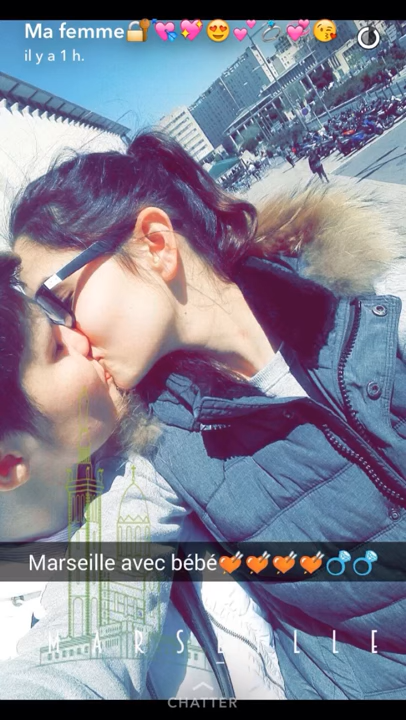 Ma femme🔐💘💖😍💕💍💞😘
il y a 1 h.
Marseille avec bébé💘💘💘💘💍💍
MARSEILLE
CHATTER